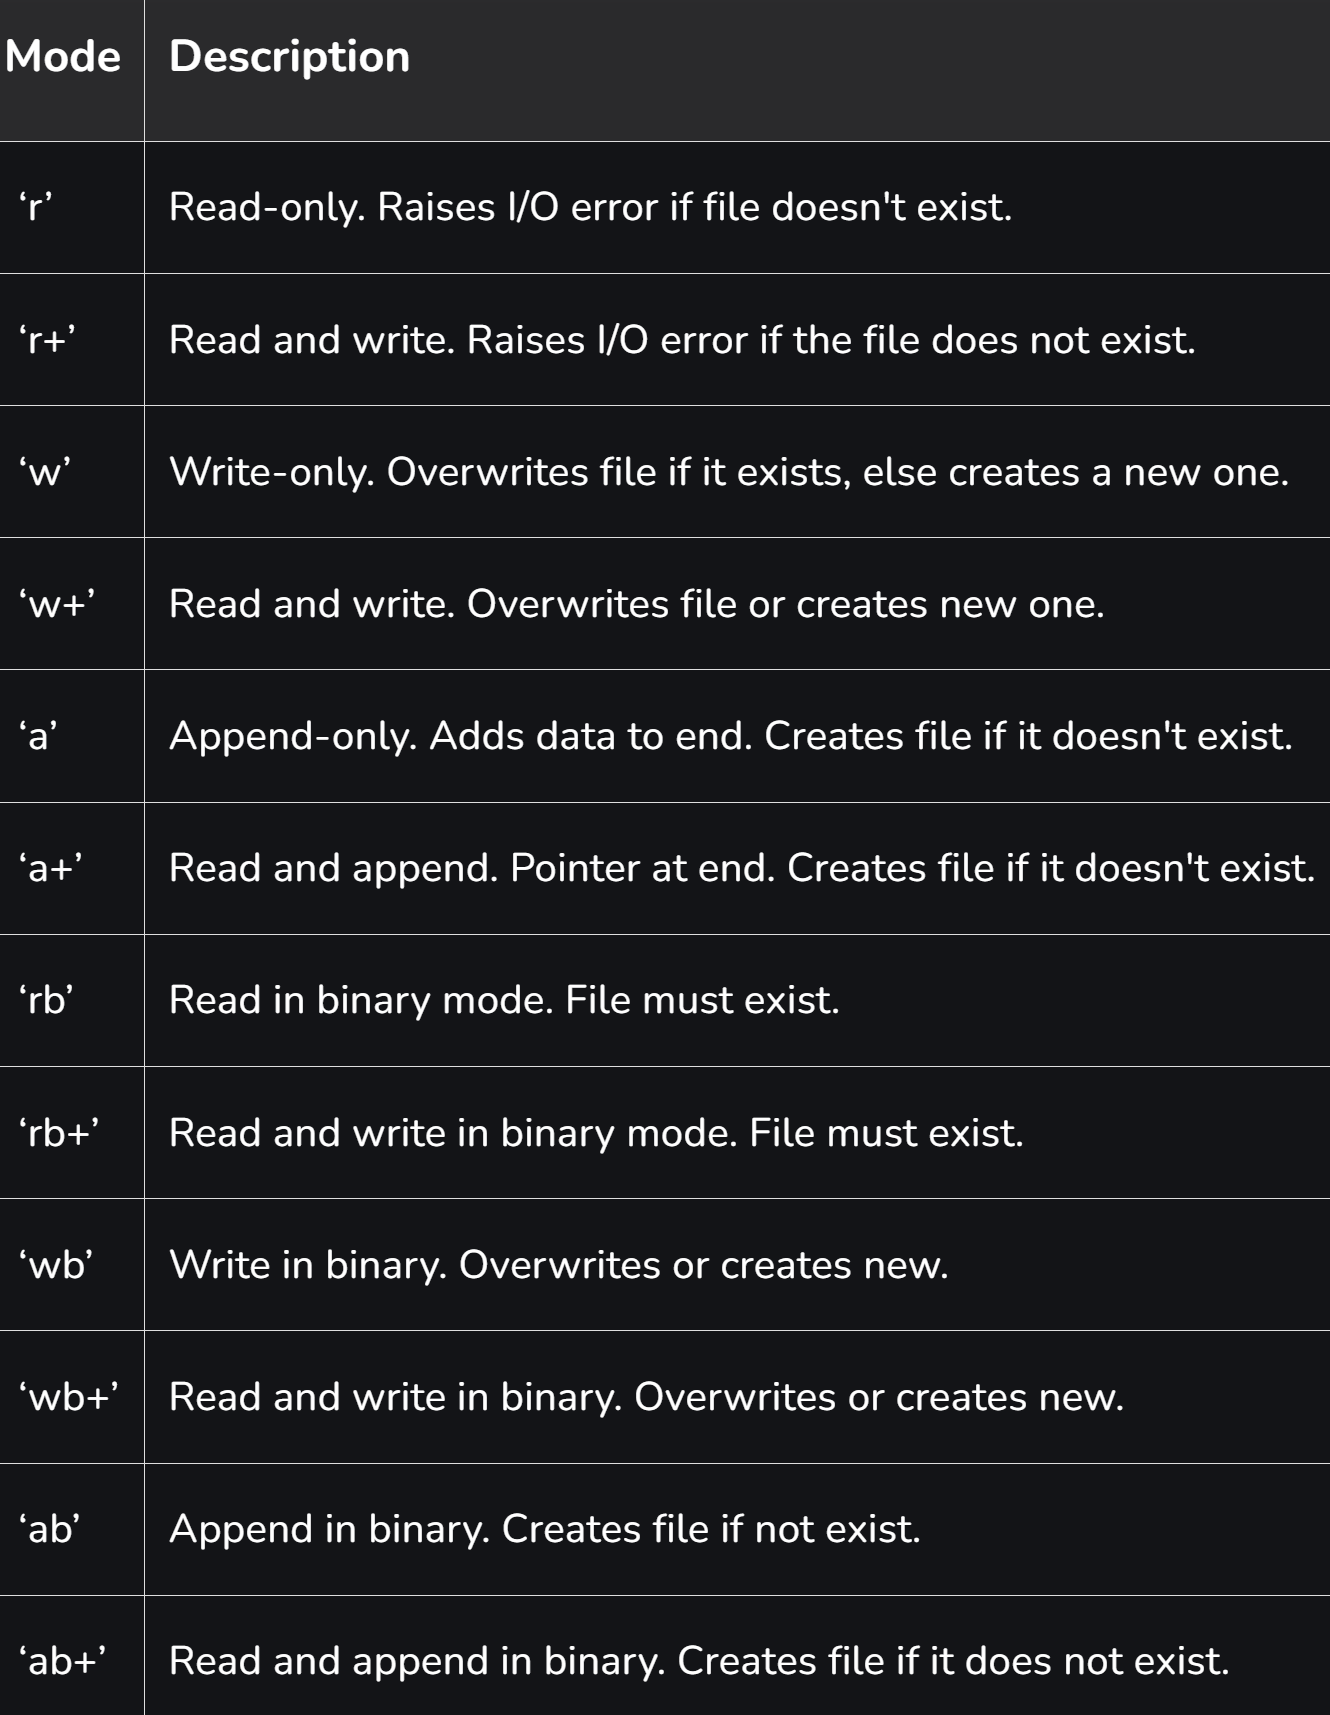 Mode Description
‘r’ Read-only. Raises I/O error if file doesn't exist.
‘r+’ Read and write. Raises I/O error if the file does not exist.
‘w’ Write-only. Overwrites file if it exists, else creates a new one.
‘w+’ Read and write. Overwrites file or creates new one.
‘a’ Append-only. Adds data to end. Creates file if it doesn't exist.
‘a+’ Read and append. Pointer at end. Creates file if it doesn't exist.
‘rb’ Read in binary mode. File must exist.
‘rb+’ Read and write in binary mode. File must exist.
‘wb’ Write in binary. Overwrites or creates new.
‘wb+’ Read and write in binary. Overwrites or creates new.
‘ab’ Append in binary. Creates file if not exist.
‘ab+’ Read and append in binary. Creates file if it does not exist.